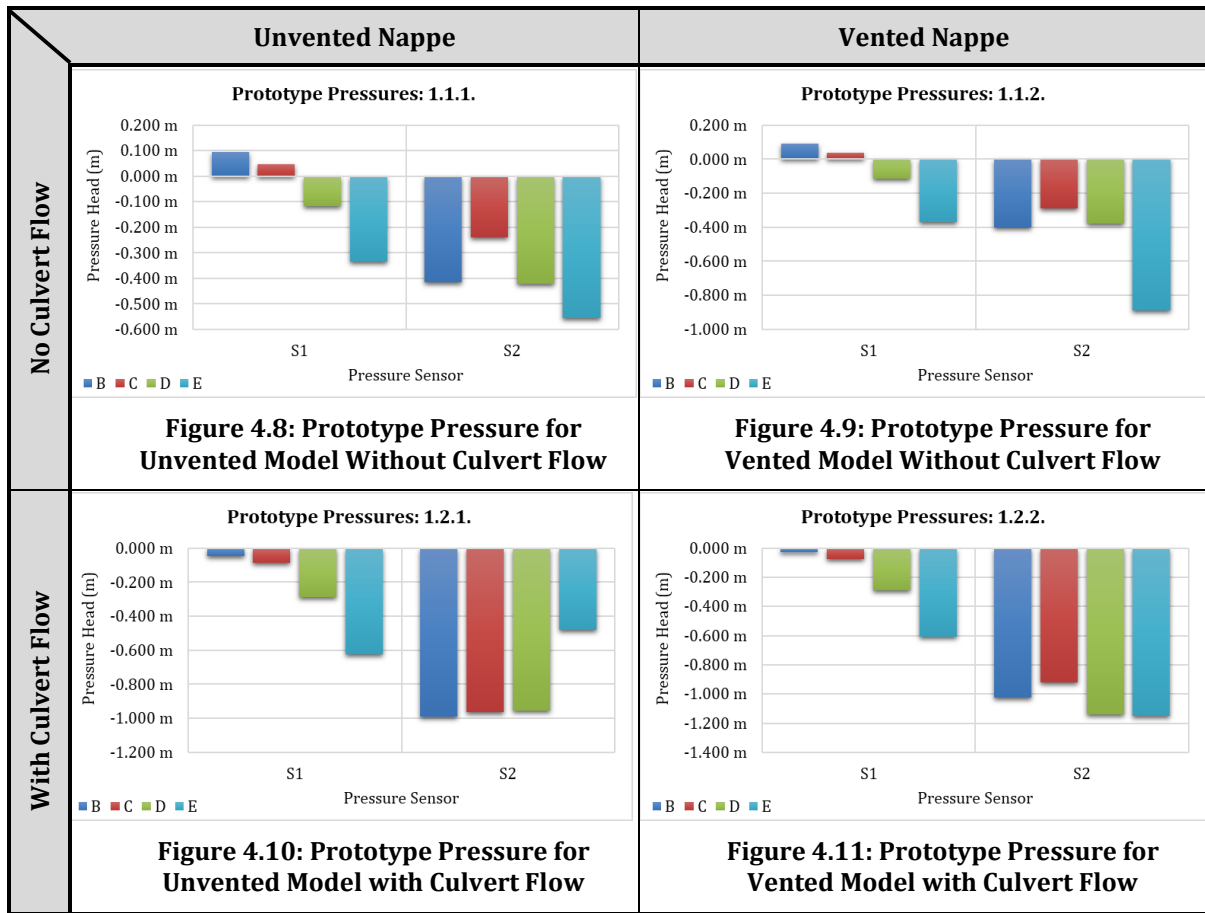 Unvented Nappe
Vented Nappe
No Culvert Flow
Prototype Pressures: 1.1.1.
Pressure Head (m)
0.200 m
0.100 m
0.000 m
-0.100 m
-0.200 m
-0.300 m
-0.400 m
-0.500 m
-0.600 m
S1 S2
Pressure Sensor
B C D E
Figure 4.8: Prototype Pressure for
Unvented Model Without Culvert Flow
Prototype Pressures: 1.1.2.
Pressure Head (m)
0.200 m
0.000 m
-0.200 m
-0.400 m
-0.600 m
-0.800 m
-1.000 m
S1 S2
Pressure Sensor
B C D E
Figure 4.9: Prototype Pressure for
Vented Model Without Culvert Flow
With Culvert Flow
Prototype Pressures: 1.2.1.
Pressure Head (m)
0.000 m
-0.200 m
-0.400 m
-0.600 m
-0.800 m
-1.000 m
-1.200 m
S1 S2
Pressure Sensor
B C D E
Figure 4.10: Prototype Pressure for
Unvented Model with Culvert Flow
Prototype Pressures: 1.2.2.
Pressure Head (m)
0.000 m
-0.200 m
-0.400 m
-0.600 m
-0.800 m
-1.000 m
-1.200 m
-1.400 m
S1 S2
Pressure Sensor
B C D E
Figure 4.11: Prototype Pressure for
Vented Model with Culvert Flow